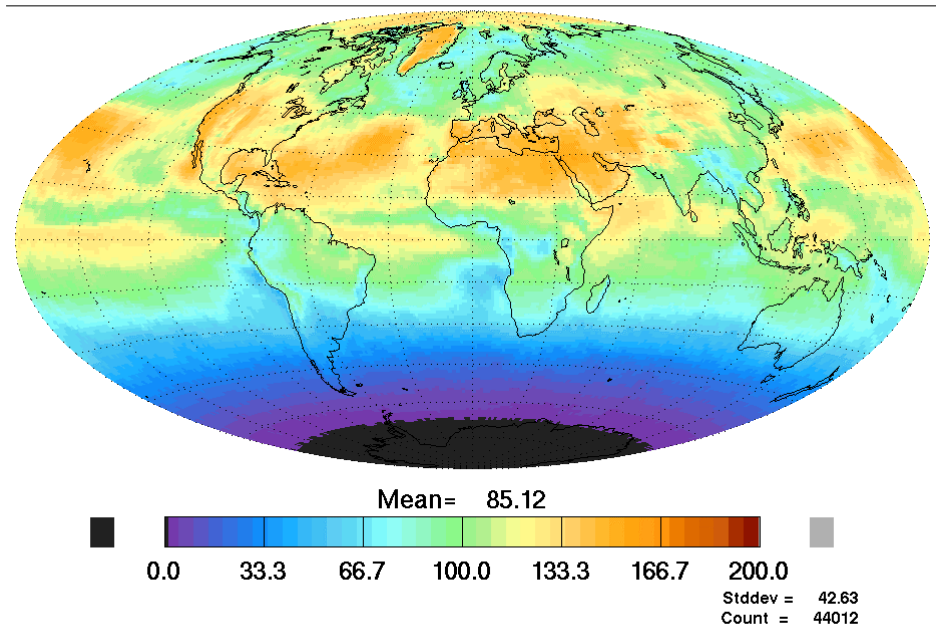 Mean= 85.12
0.0 33.3 66.7 100.0 133.3 166.7 200.0
Stddev = 42.63
Count = 44012